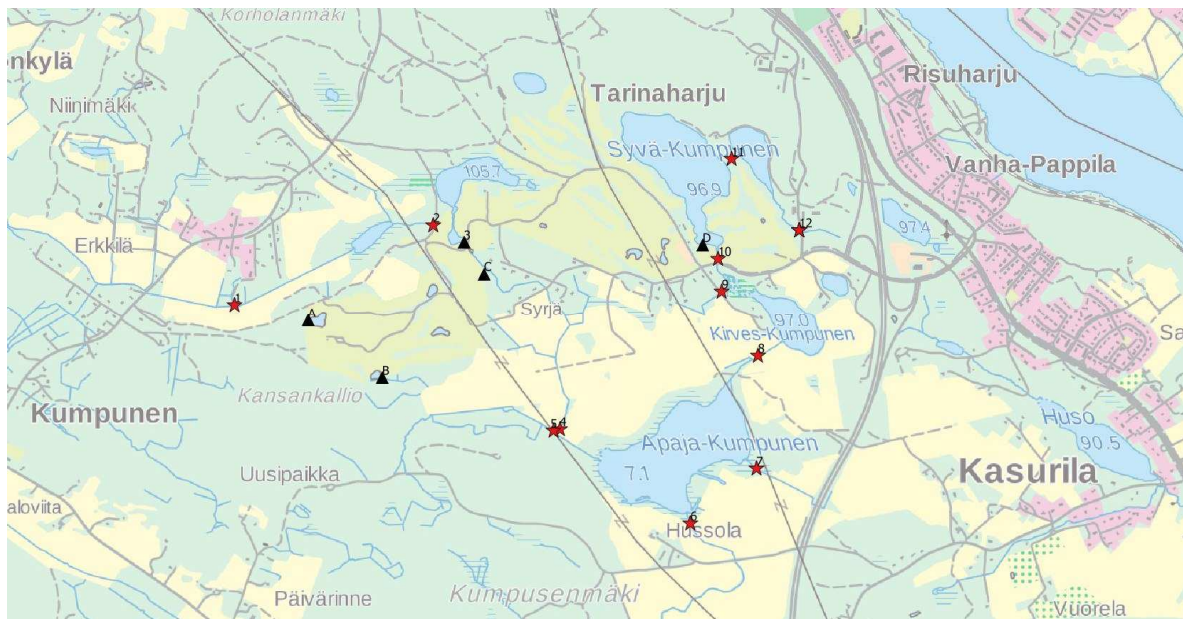 Korholanmäki
nkylä
Risuharju
Tarinaharju
Niinimäki
Syvä-Kumpunen
11
Vanha-Pappila
105.7
96.9
2
97.4
12
3
D
Erkkilä
10
C
9
Syrjä
A
97.0
Sa
Kirves-Kumpunen
8
B
Kansankallio
Kumpunen
Huso
5
4
Apaja-Kumpunen
90.5
7.1
7
Kasurila
Uusipaikka
aloviita
6
Hussola
Kumpusenmäki
Päivärinne
Vuorela